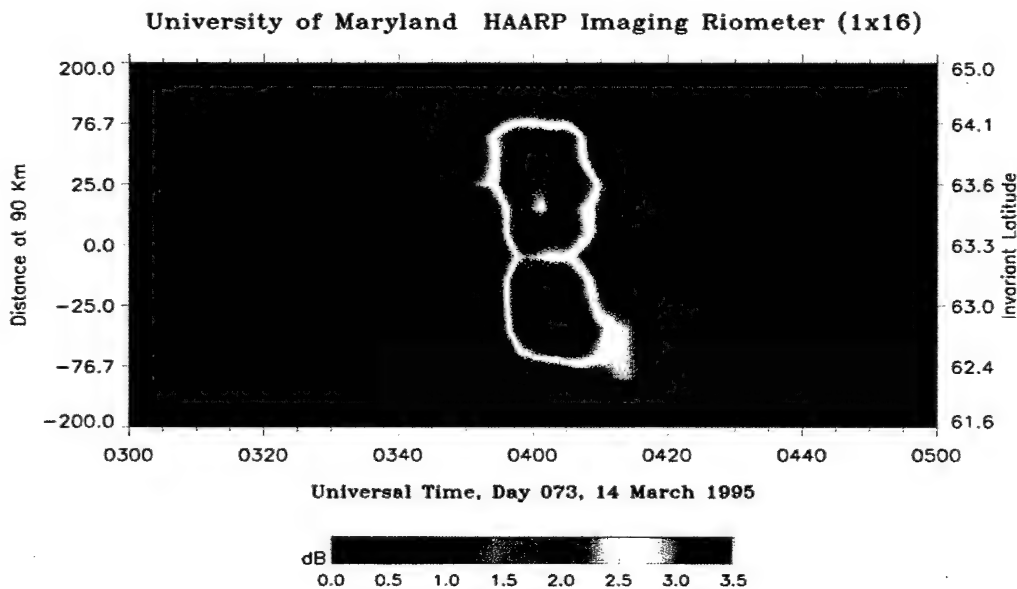 University of Maryland HAARP Imaging Riometer (1x16)
200.0
76.7
25.0
0.0
-25.0
-76.7
-200.0
Distance at 90 Km
65.0
64.1
63.6
63.3
63.0
62.4
61.6
Invariant Latitude
0300 0320 0340 0400 0420 0440 0500
Universal Time, Day 073, 14 March 1995
dB
0.0 0.5 1.0 1.5 2.0 2.5 3.0 3.5